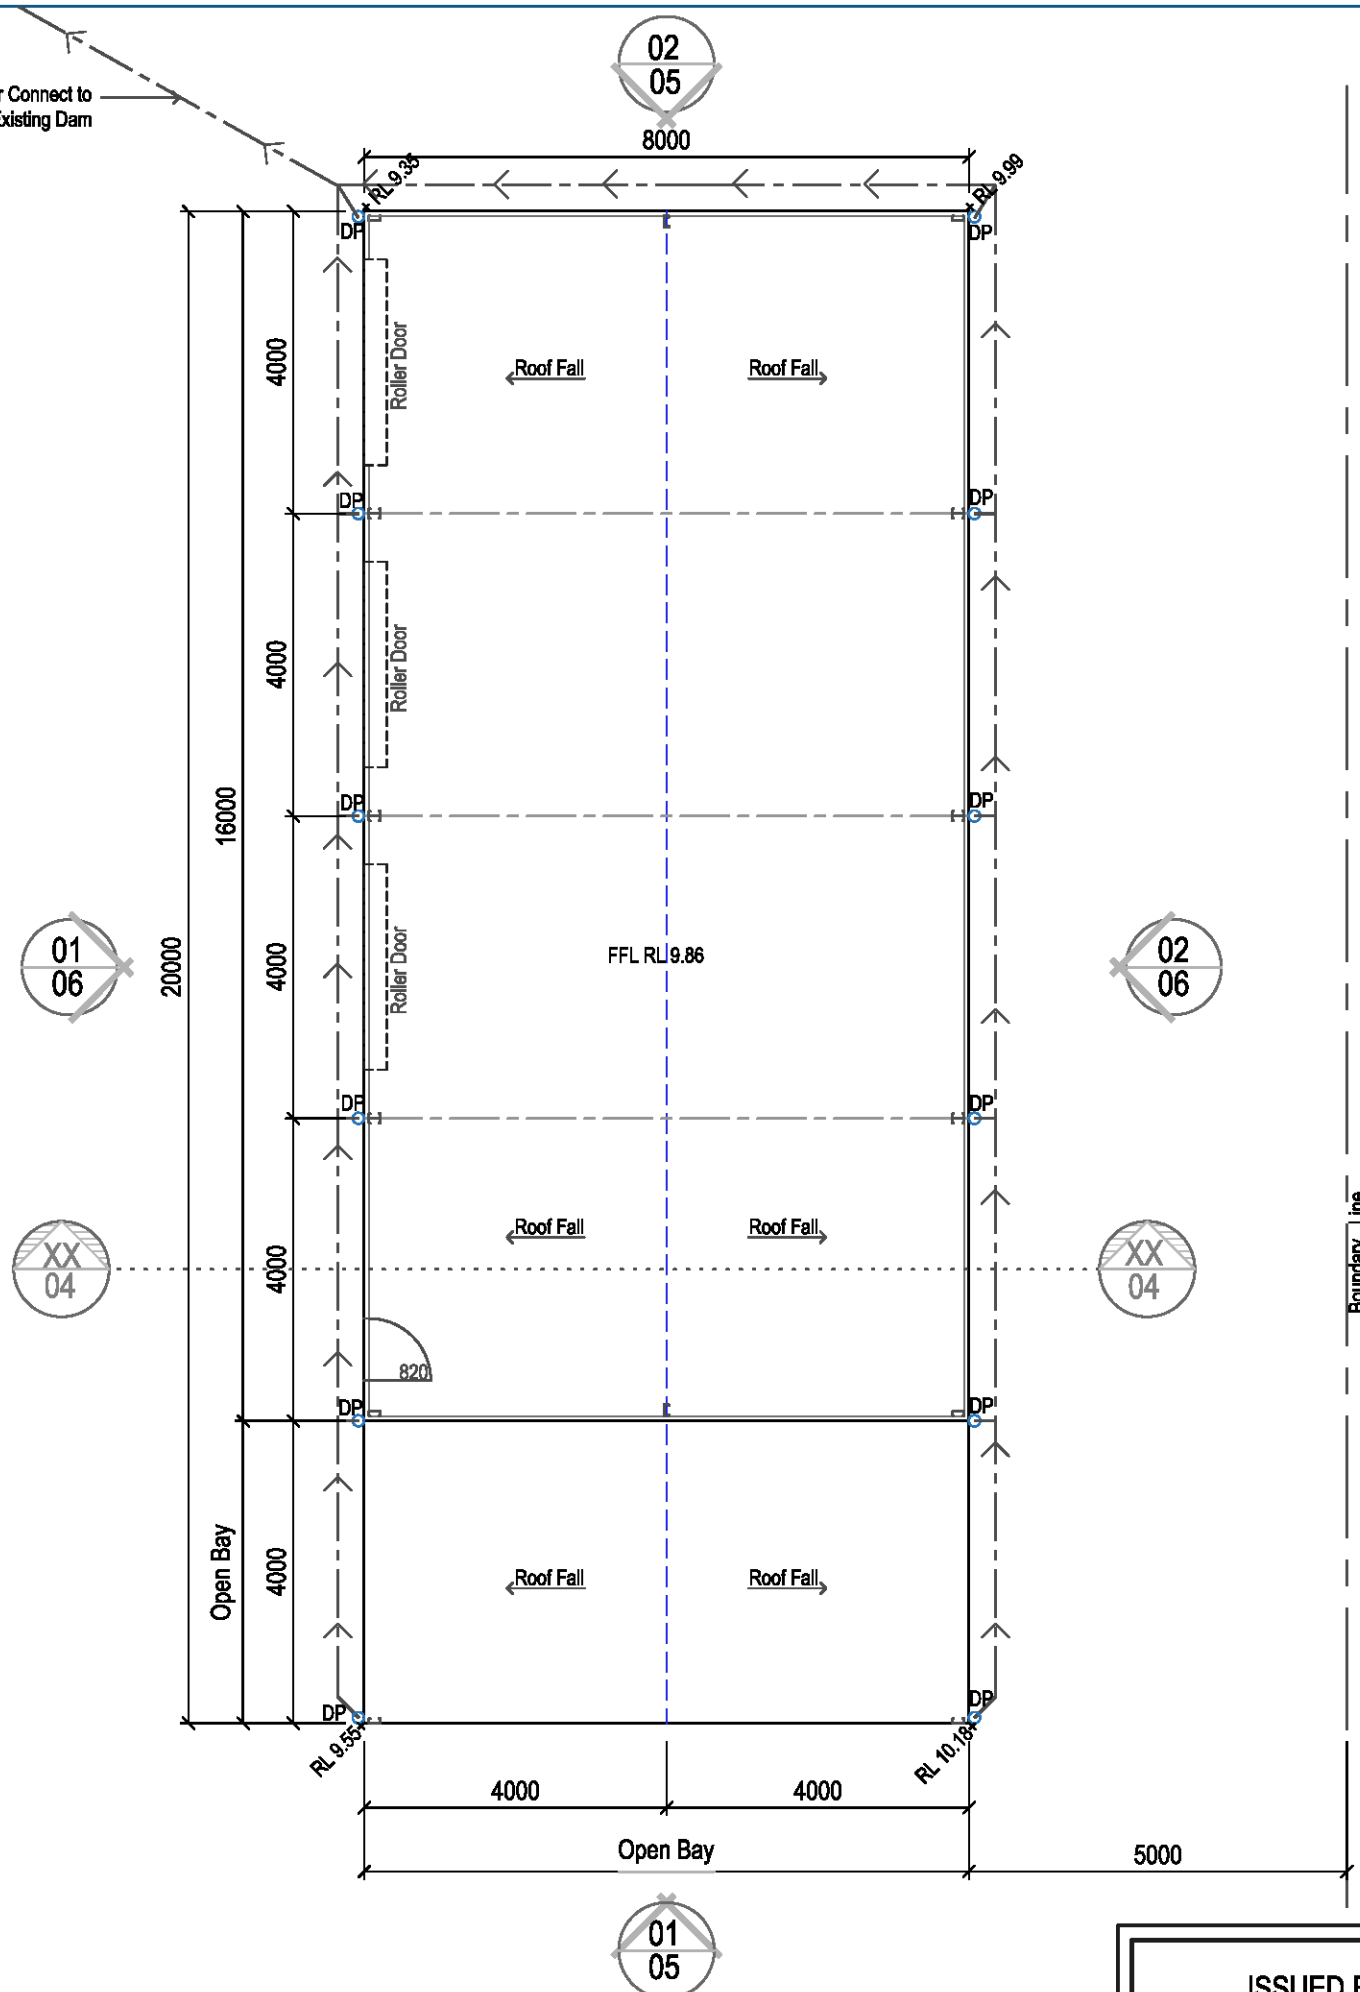 02
05
r Connect to
Existing Dam
8000
RL 9.35
RL 9.99
DP
DP
4000
Roller Door
Roof Fall
Roof Fall
DP
DP
4000
Roller Door
16000
DP
DP
01
06
20000
4000
Roller Door
FFL RL 9.86
02
06
DP
DP
XX
04
4000
Roof Fall
Roof Fall
XX
04
Boundary Line
820
DP
DP
Open Bay
4000
Roof Fall
Roof Fall
DP
DP
RL 9.55
RL 10.18
4000
4000
Open Bay
5000
01
05
ISSUED